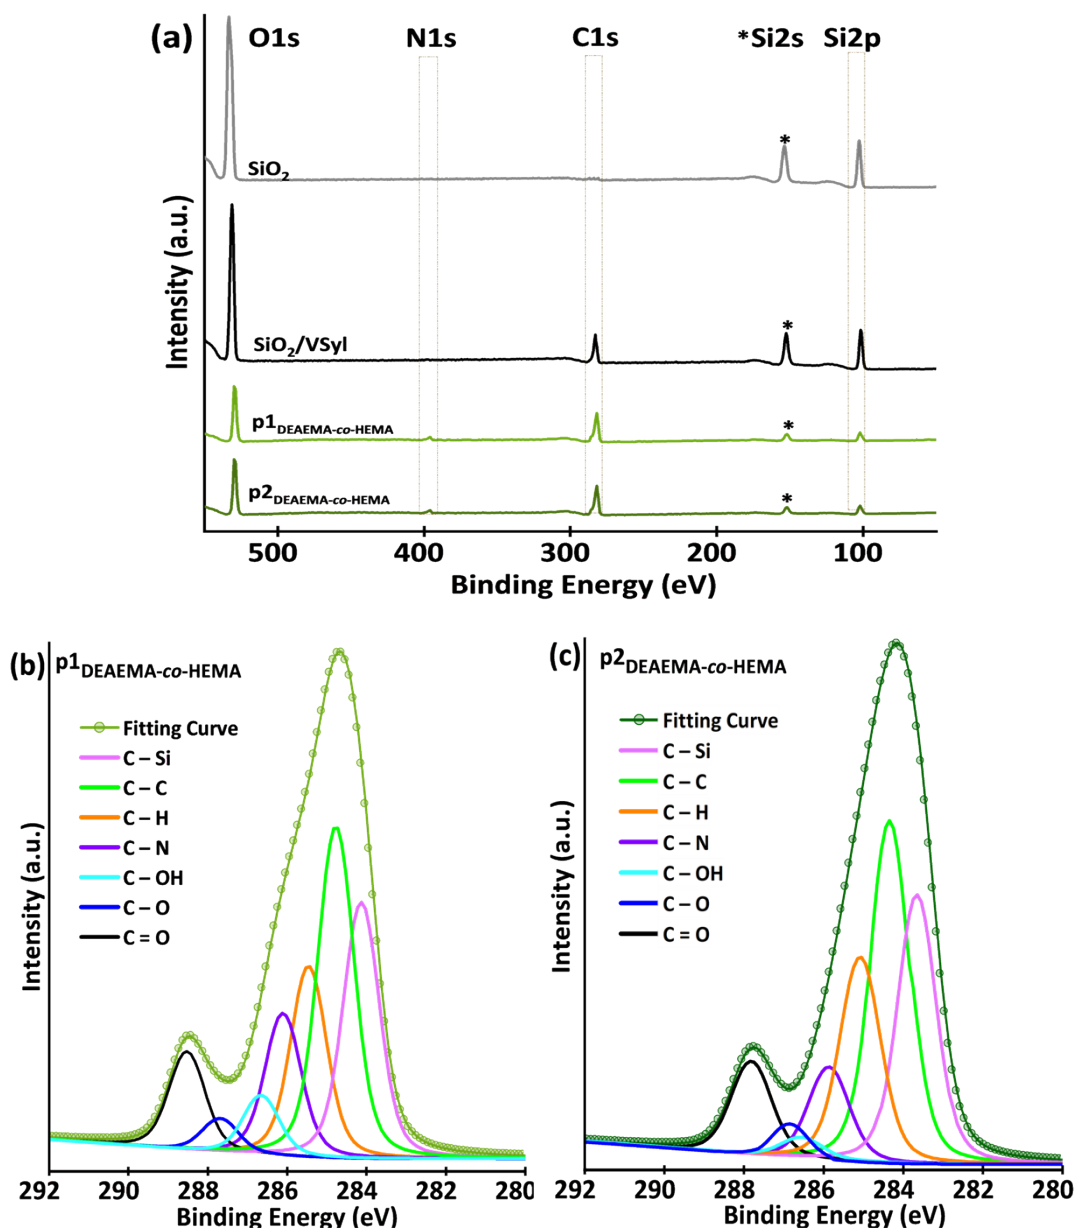 (a)
O1s N1s C1s *Si2s Si2p
*
SiO2
*
SiO2/VSyl
p1DEAEMA-co-HEMA
*
p2DEAEMA-co-HEMA
*
Intensity (a.u.)
500 400 300 200 100
Binding Energy (eV)
(b)
p1DEAEMA-co-HEMA
Fitting Curve
C – Si
C – C
C – H
C – N
C – OH
C – O
C = O
Intensity (a.u.)
292 290 288 286 284 282 280
Binding Energy (eV)
(c)
p2DEAEMA-co-HEMA
Fitting Curve
C – Si
C – C
C – H
C – N
C – OH
C – O
C = O
Intensity (a.u.)
292 290 288 286 284 282 280
Binding Energy (eV)